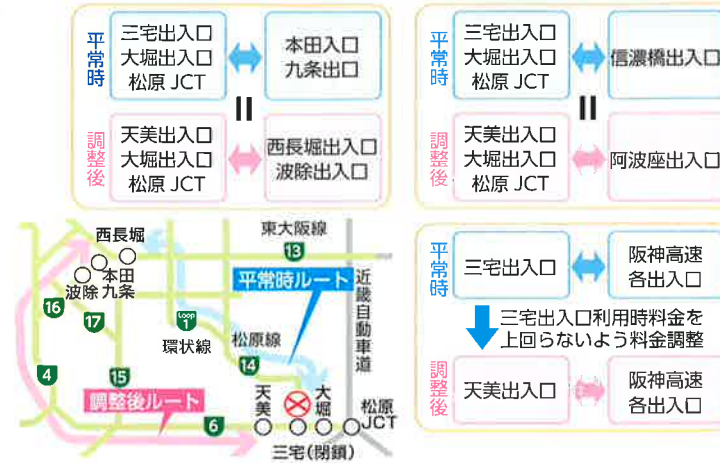 平常時
三宅出入口
大堀出入口
松原 JCT
本田入口
九条出口
調整後
天美出入口
大堀出入口
松原 JCT
西長堀出入口
波除出入口
平常時
三宅出入口
大堀出入口
松原 JCT
信濃橋出入口
調整後
天美出入口
大堀出入口
松原 JCT
阿波座出入口
西長堀
東大阪線
13
本田
波除 九条
平常時ルート
近畿自動車道
16
17
Loop
1
環状線
松原線
14
4
15
調整後ルート
天美
大堀
松原
JCT
6
三宅(閉鎖)
平常時
三宅出入口
阪神高速
各出入口
三宅出入口利用時料金を
上回らないよう料金調整
調整後
天美出入口
阪神高速
各出入口